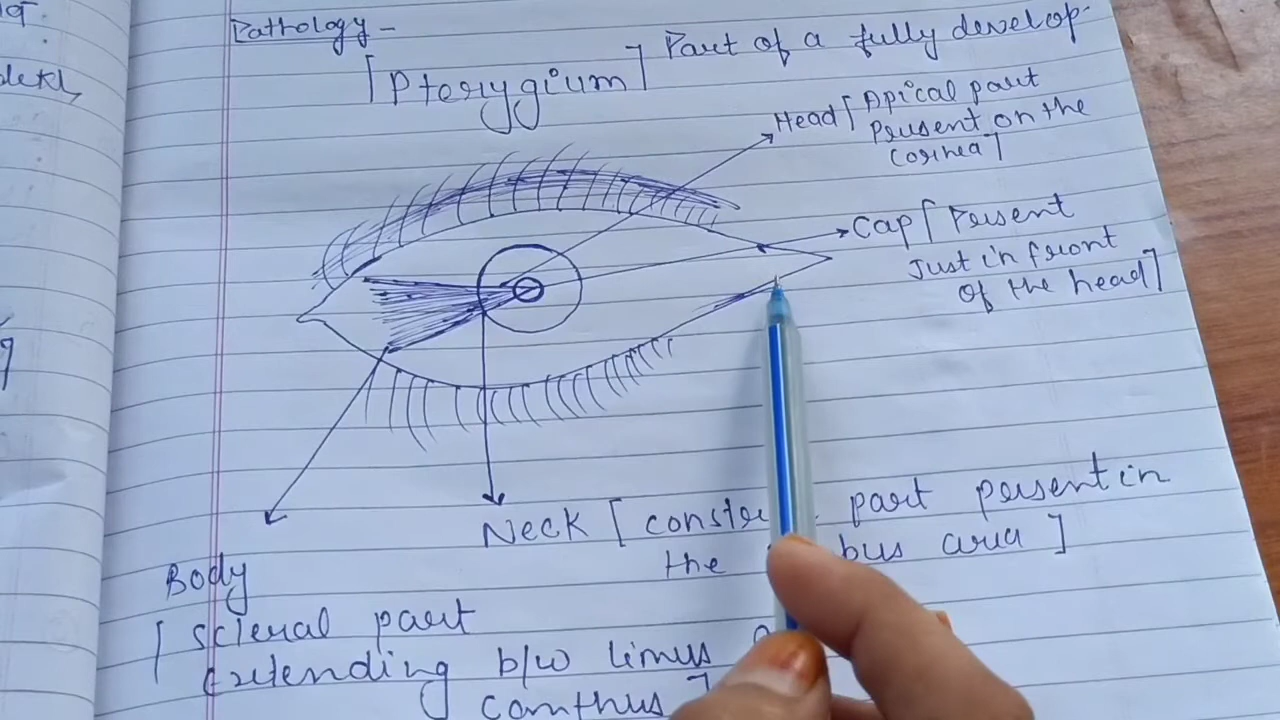 Pathology -
[Pterygium] Part of a fully develop.
Head [Apical part
Present on the
Cornea]
Cap [Present
Just in front
of the head]
Neck [ part present in
the area ]
Body
[ Scleral part
extending b/w limus
canthus ]